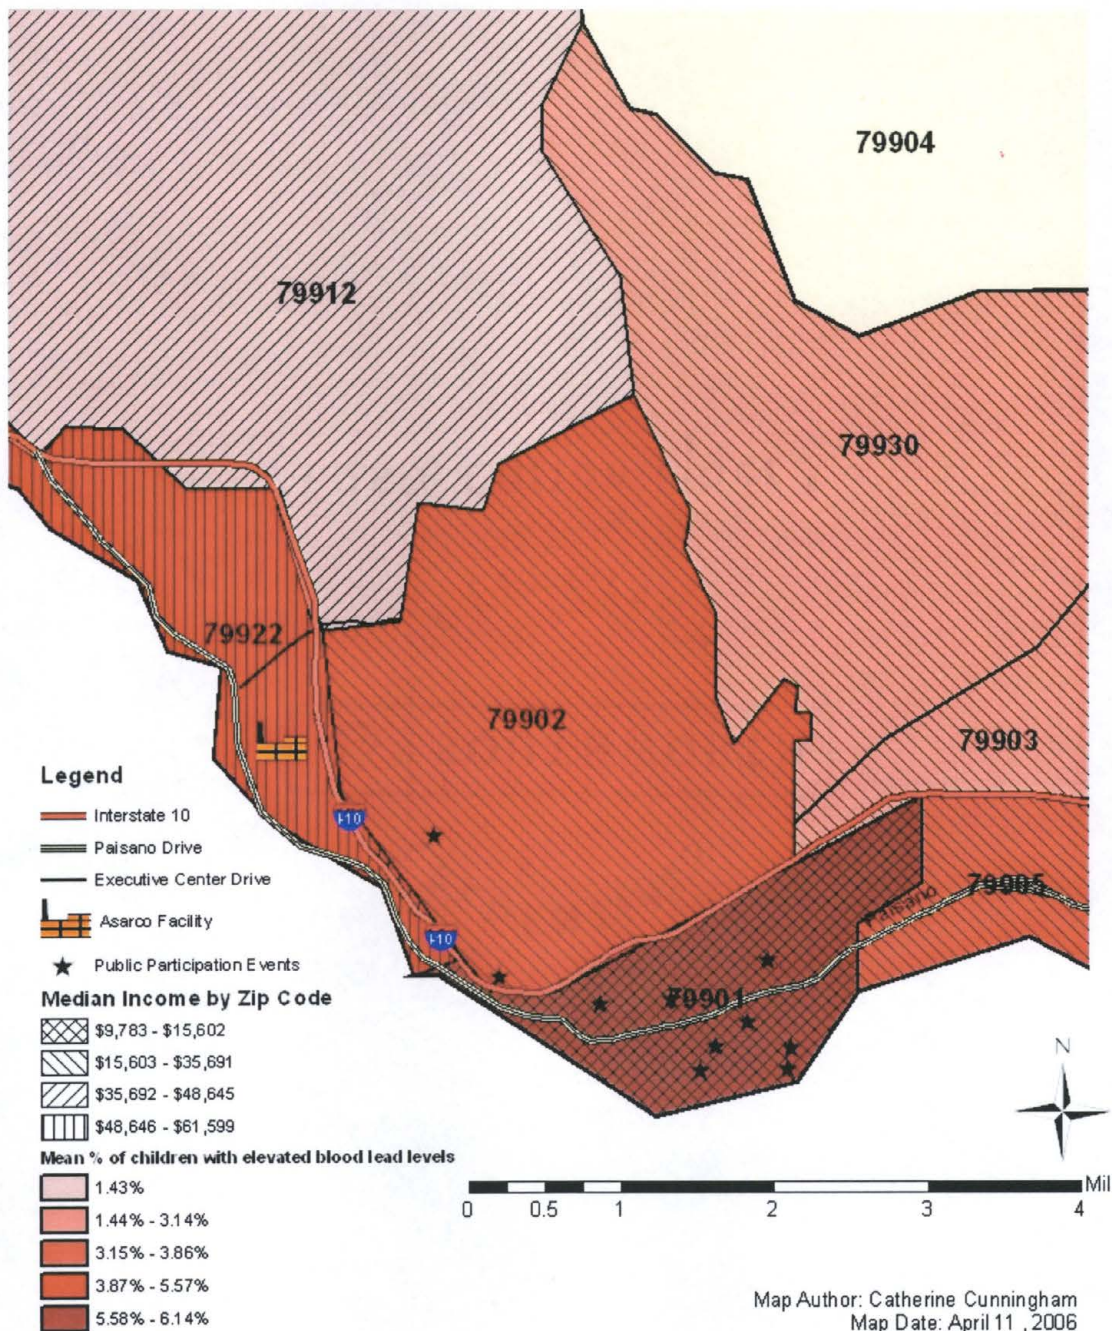 79904
79912
79930
79922
79902
79903
Legend
Interstate 10
Paisano Drive
Executive Center Drive
Asarco Facility
Public Participation Events
I-10
I-10
79905
Paisano
79901
Median Income by Zip Code
$9,783 - $15,602
$15,603 - $35,691
$35,692 - $48,645
$48,646 - $61,599
Mean % of children with elevated blood lead levels
1.43%
1.44% - 3.14%
3.15% - 3.86%
3.87% - 5.57%
5.58% - 6.14%
N
Mil
0 0.5 1 2 3 4
Map Author: Catherine Cunningham
Map Date: April 11 , 2006